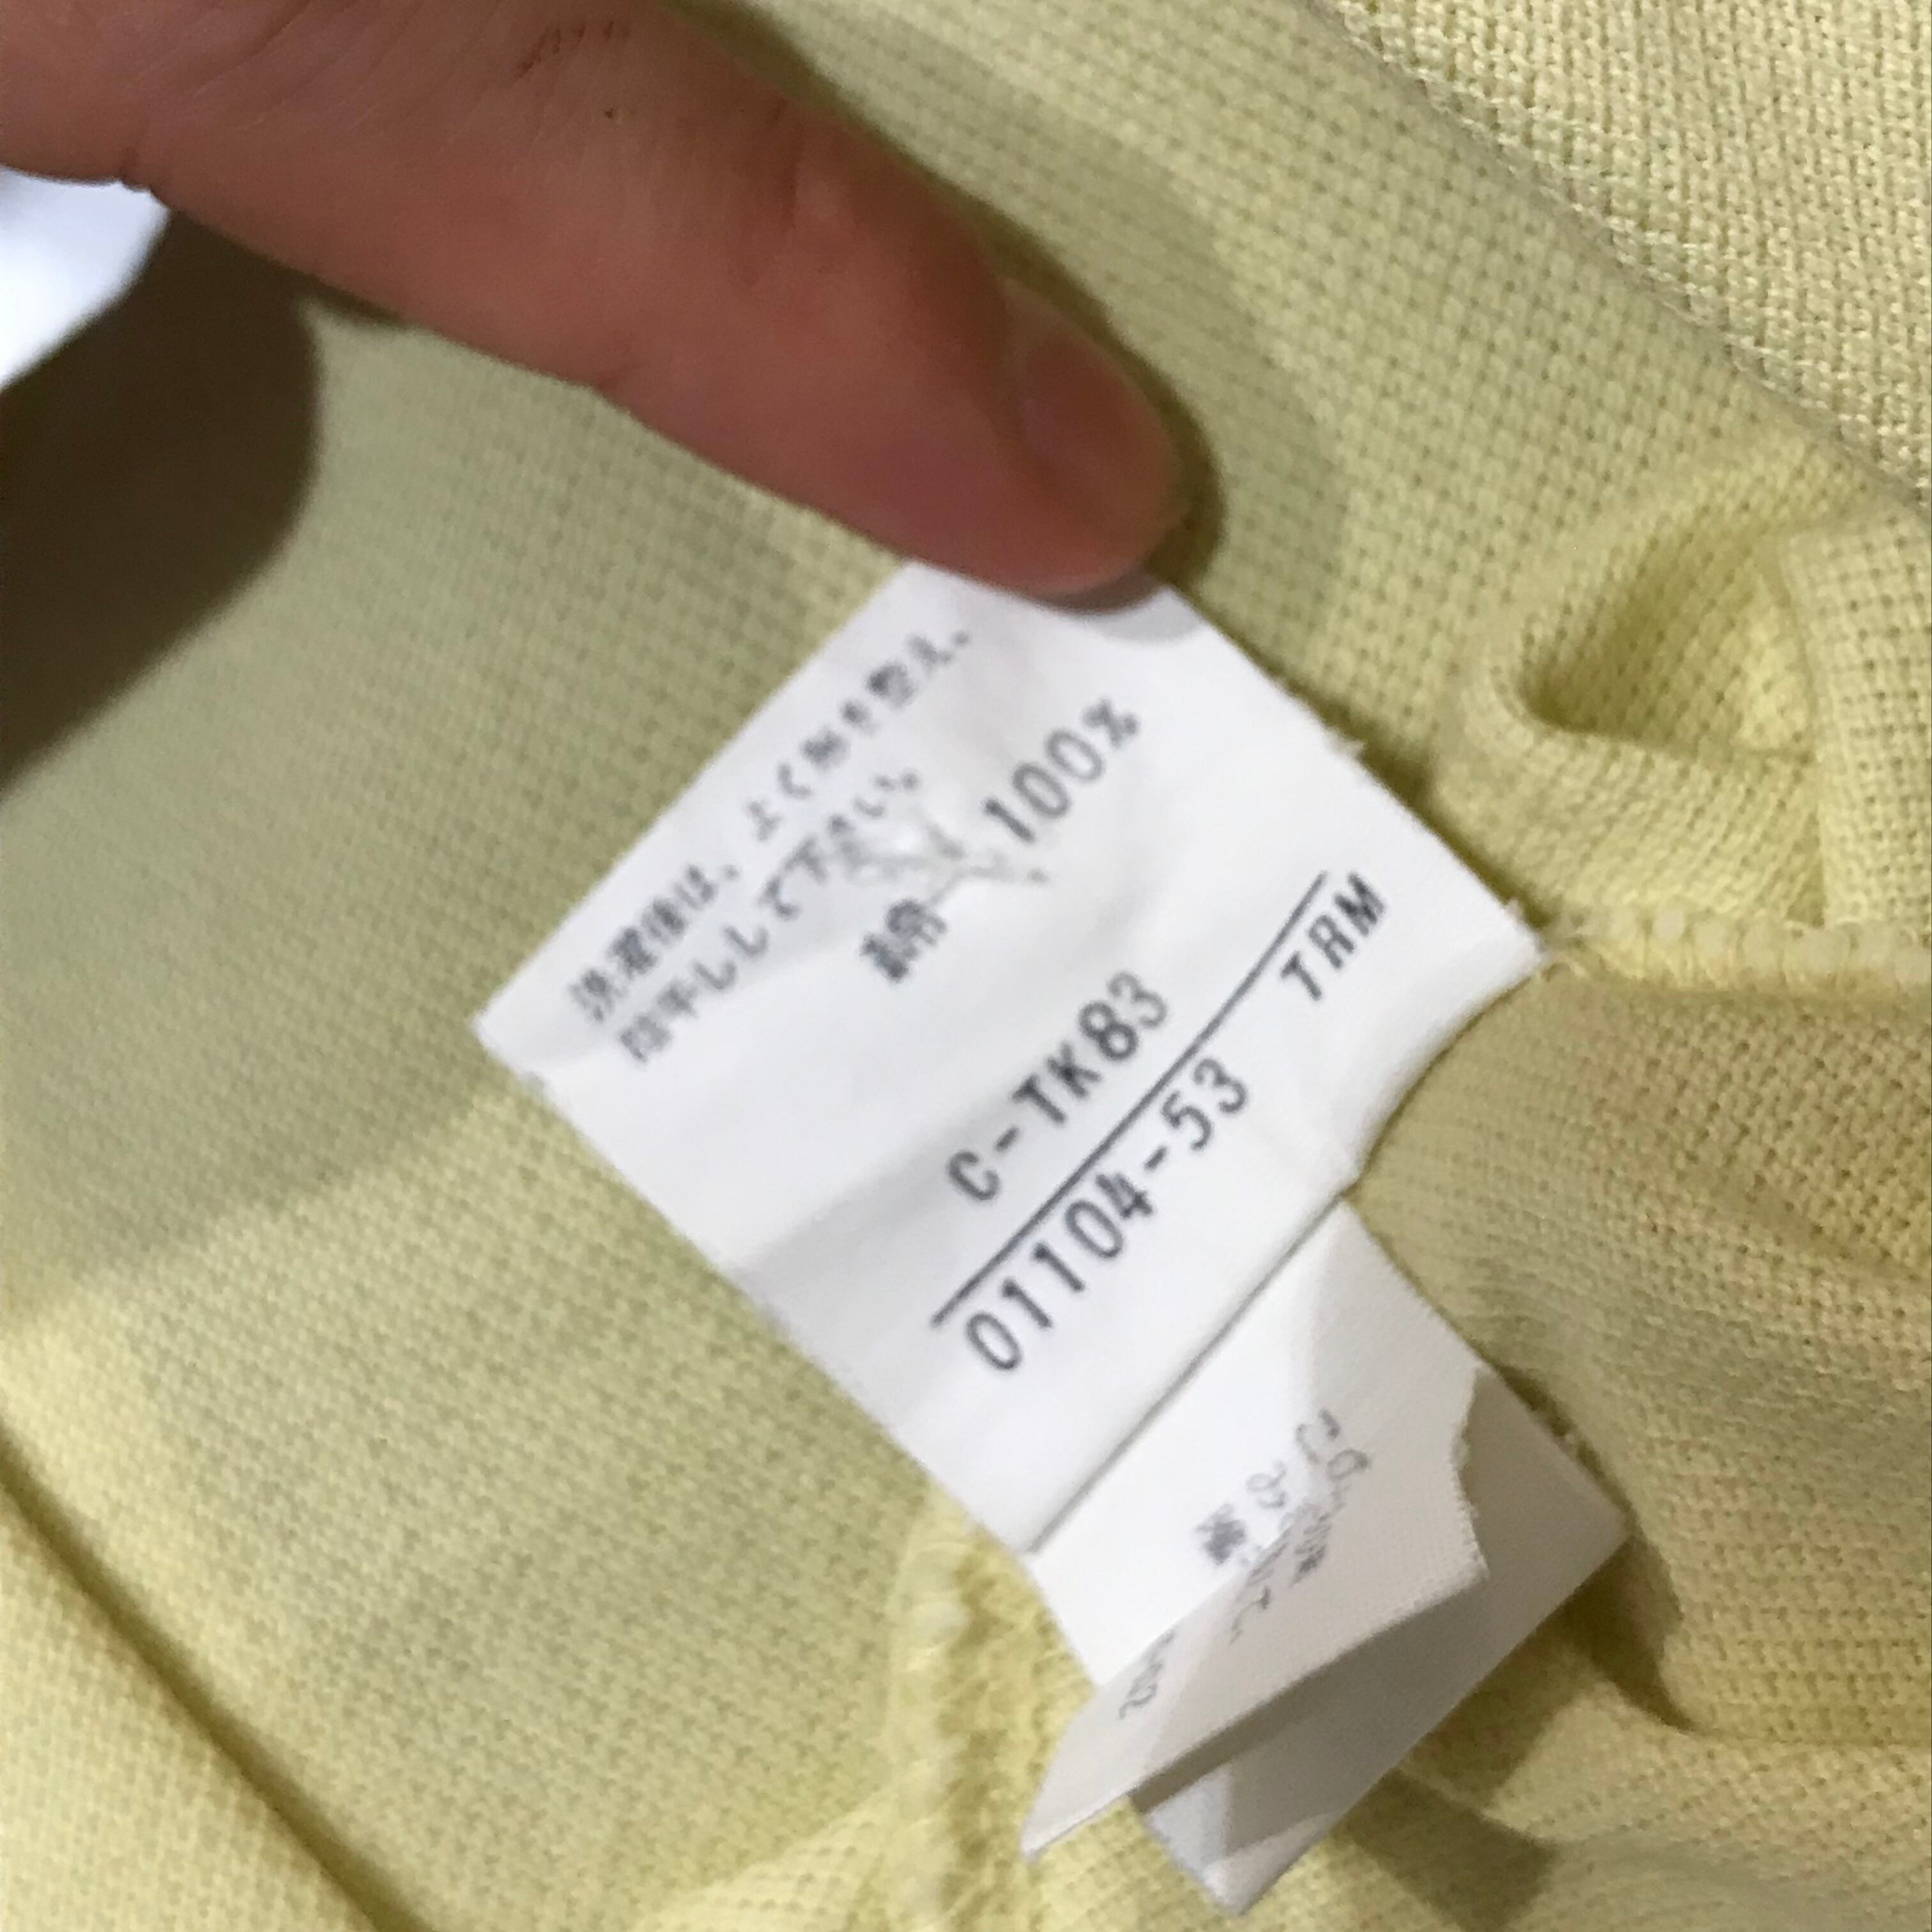 洗濯後は、よく形を整え、
陰干しして下さい。
綿 100%
C-TK83
01104-53 TRM